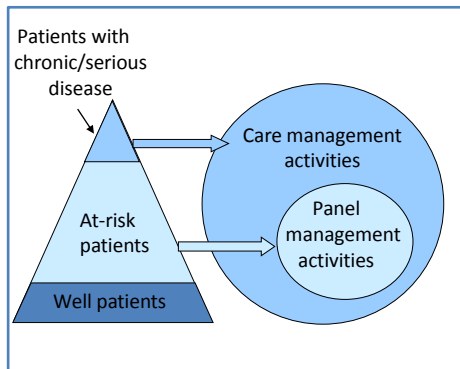 Patients with
chronic/serious
disease
Care management
activities
At-risk
patients
Panel
management
activities
Well patients